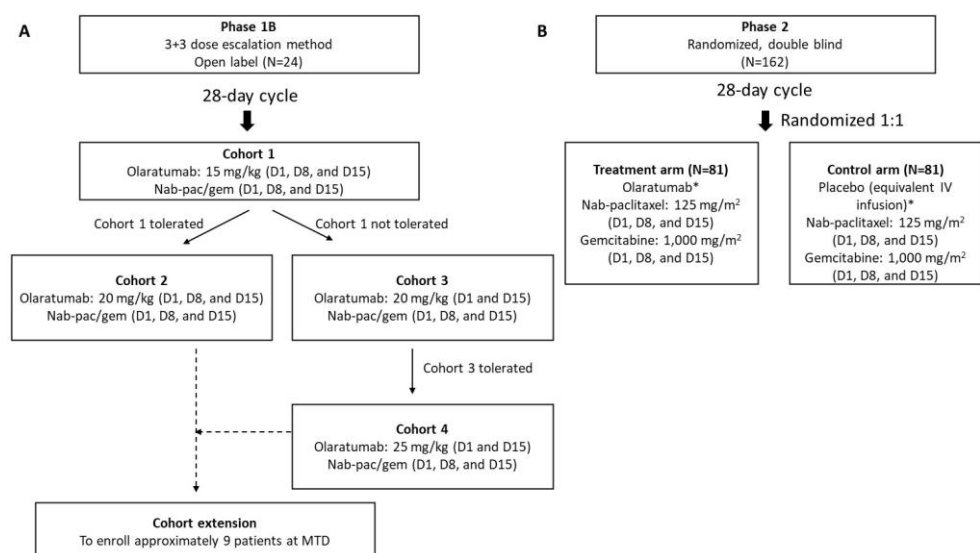 A
Phase 1B
3+3 dose escalation method
Open label (N=24)
28-day cycle
Cohort 1
Olaratumab: 15 mg/kg (D1, D8, and D15)
Nab-pac/gem (D1, D8, and D15)
Cohort 1 tolerated
Cohort 1 not tolerated
Cohort 2
Olaratumab: 20 mg/kg (D1, D8, and D15)
Nab-pac/gem (D1, D8, and D15)
Cohort 3
Olaratumab: 20 mg/kg (D1 and D15)
Nab-pac/gem (D1, D8, and D15)
Cohort 3 tolerated
Cohort 4
Olaratumab: 25 mg/kg (D1 and D15)
Nab-pac/gem (D1, D8, and D15)
Cohort extension
To enroll approximately 9 patients at MTD
B
Phase 2
Randomized, double blind
(N=162)
28-day cycle
Randomized 1:1
Treatment arm (N=81)
Olaratumab*
Nab-paclitaxel: 125 mg/m²
(D1, D8, and D15)
Gemcitabine: 1,000 mg/m²
(D1, D8, and D15)
Control arm (N=81)
Placebo (equivalent IV
infusion)*
Nab-paclitaxel: 125 mg/m²
(D1, D8, and D15)
Gemcitabine: 1,000 mg/m²
(D1, D8, and D15)